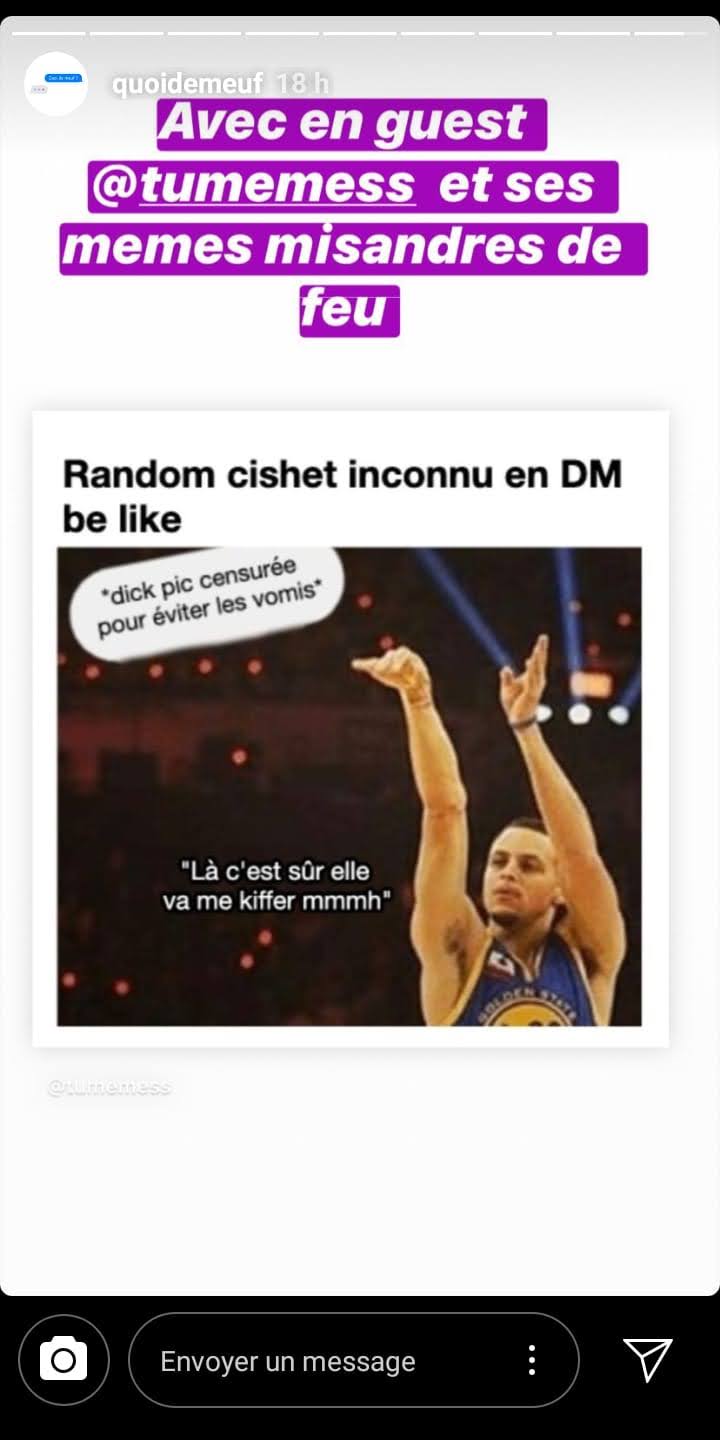 quoidemeuf 18 h
Avec en guest
@tumemess et ses
memes misandres de
feu
Random cishet inconnu en DM
be like
*dick pic censurée
pour éviter les vomis*
"Là c'est sûr elle
va me kiffer mmmh"
GOLDEN STATE
@tumemess
Envoyer un message